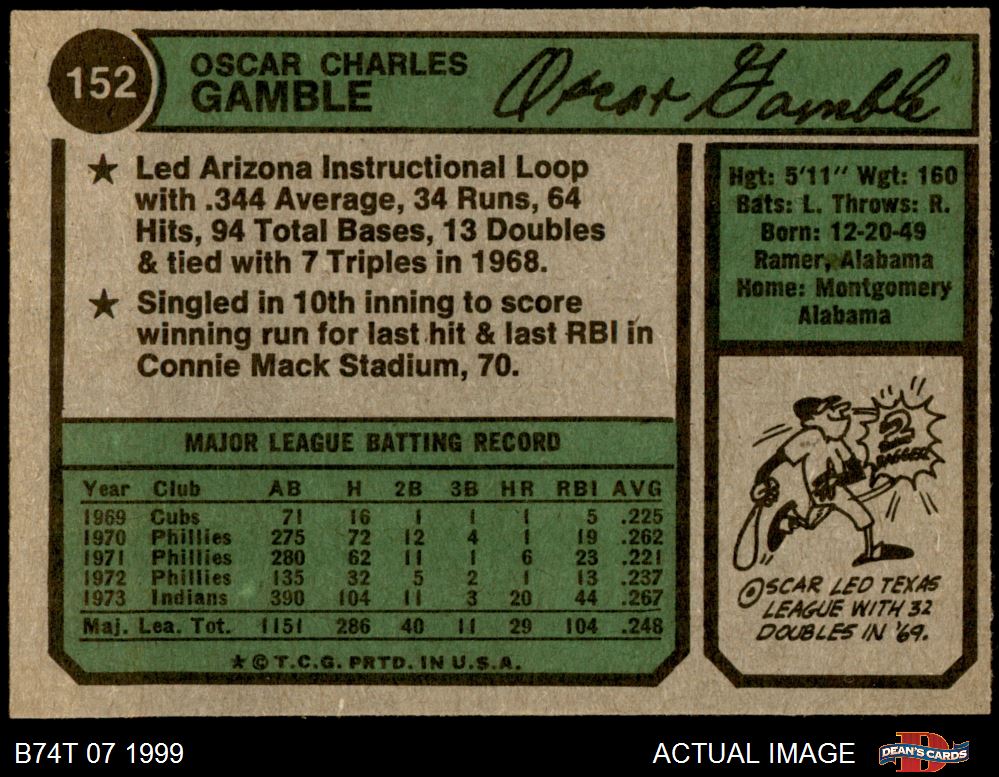 152
OSCAR CHARLES
GAMBLE
Oscar Gamble
★ Led Arizona Instructional Loop
with .344 Average, 34 Runs, 64
Hits, 94 Total Bases, 13 Doubles
& tied with 7 Triples in 1968.
★ Singled in 10th inning to score
winning run for last hit & last RBI in
Connie Mack Stadium, 70.
Hgt: 5'11" Wgt: 160
Bats: L. Throws: R.
Born: 12-20-49
Ramer, Alabama
Home: Montgomery
Alabama
MAJOR LEAGUE BATTING RECORD
Year Club AB H 2B 3B HR RBI AVG
1969 Cubs 71 16 1 1 1 5 .225
1970 Phillies 275 72 12 4 1 19 .262
1971 Phillies 280 62 11 1 6 23 .221
1972 Phillies 135 32 5 2 1 13 .237
1973 Indians 390 104 11 3 20 44 .267
Maj. Lea. Tot. 1151 286 40 11 29 104 .248
★ © T.C.G. PRTD. IN U.S.A.
2
BAGGER
OSCAR LED TEXAS
LEAGUE WITH 32
DOUBLES IN '69.
B74T 07 1999
ACTUAL IMAGE
DEAN'S CARDS